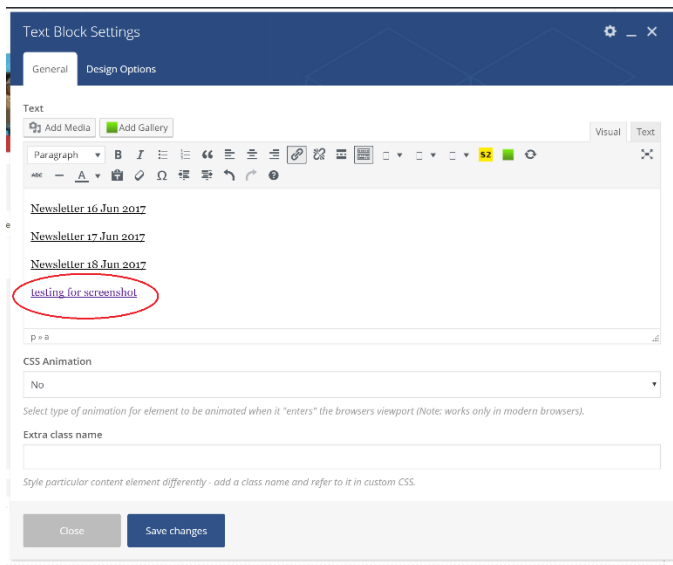 Text Block Settings
General Design Options
Text
Add Media Add Gallery
Visual Text
Paragraph B I S2
ABC A Ω
Newsletter 16 Jun 2017
Newsletter 17 Jun 2017
Newsletter 18 Jun 2017
testing for screenshot
p » a
CSS Animation
No
Select type of animation for element to be animated when it "enters" the browsers viewport (Note: works only in modern browsers).
Extra class name
Style particular content element differently - add a class name and refer to it in custom CSS.
Close Save changes